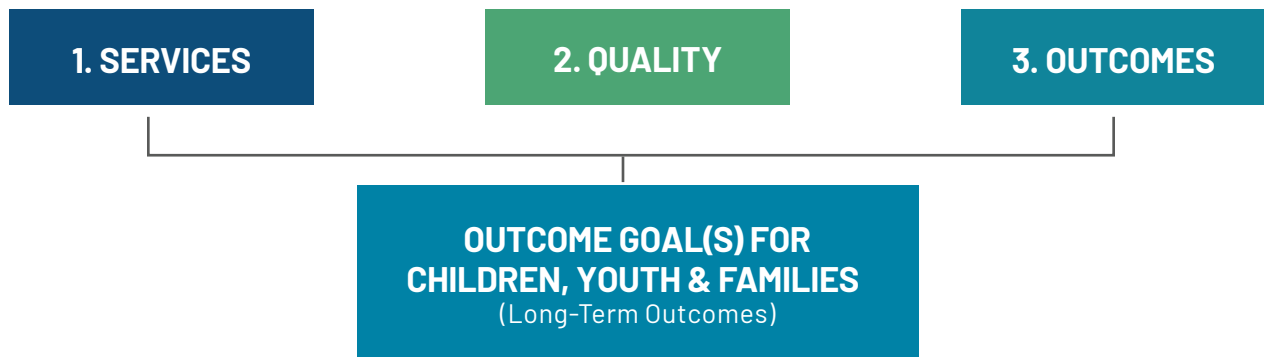 1. SERVICES
2. QUALITY
3. OUTCOMES
OUTCOME GOAL(S) FOR
CHILDREN, YOUTH & FAMILIES
(Long-Term Outcomes)